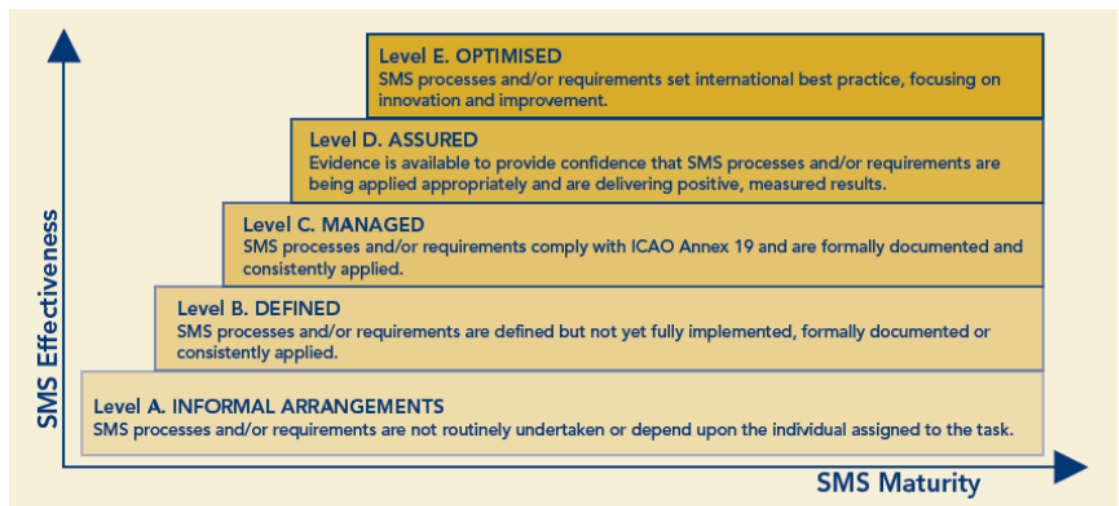 Level E. OPTIMISED
SMS processes and/or requirements set international best practice, focusing on
innovation and improvement.
Level D. ASSURED
Evidence is available to provide confidence that SMS processes and/or requirements are
being applied appropriately and are delivering positive, measured results.
Level C. MANAGED
SMS processes and/or requirements comply with ICAO Annex 19 and are formally documented and
consistently applied.
Level B. DEFINED
SMS processes and/or requirements are defined but not yet fully implemented, formally documented or
consistently applied.
Level A. INFORMAL ARRANGEMENTS
SMS processes and/or requirements are not routinely undertaken or depend upon the individual assigned to the task.
SMS Effectiveness
SMS Maturity